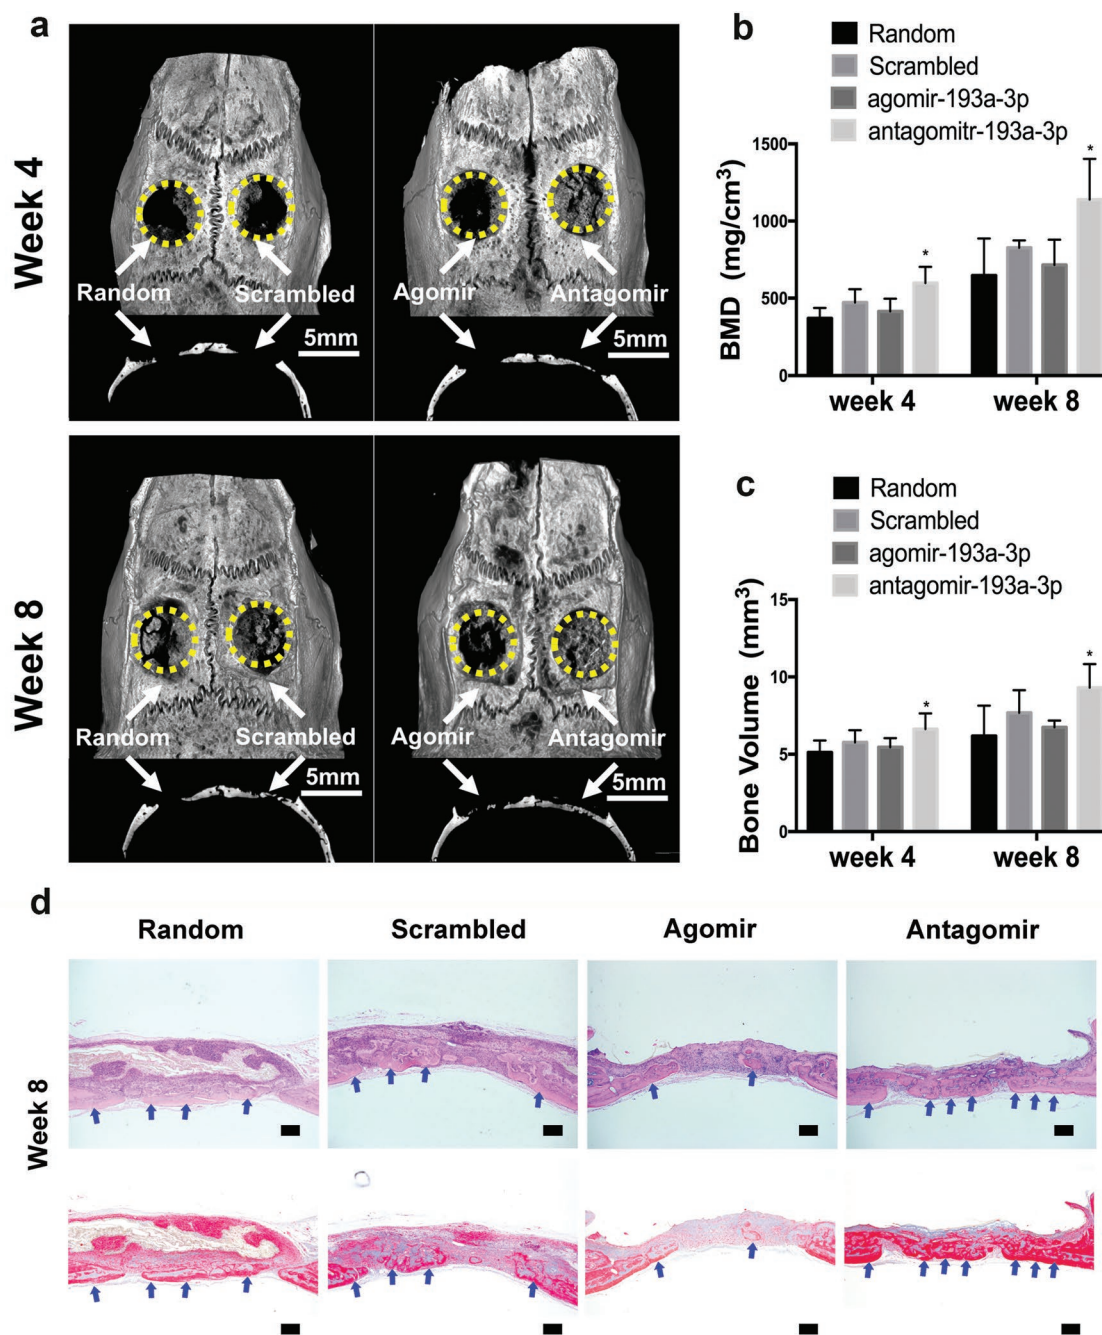 a
Week 4
Random
Scrambled
5mm
Agomir
Antagomir
5mm
Week 8
Random
Scrambled
5mm
Agomir
Antagomir
5mm
b
Random
Scrambled
agomir-193a-3p
antagomitr-193a-3p
BMD (mg/cm³)
1500
1000
500
0
*
*
week 4
week 8
c
Random
Scrambled
agomir-193a-3p
antagomir-193a-3p
Bone Volume (mm³)
15
10
5
0
*
*
week 4
week 8
d
Random
Scrambled
Agomir
Antagomir
Week 8